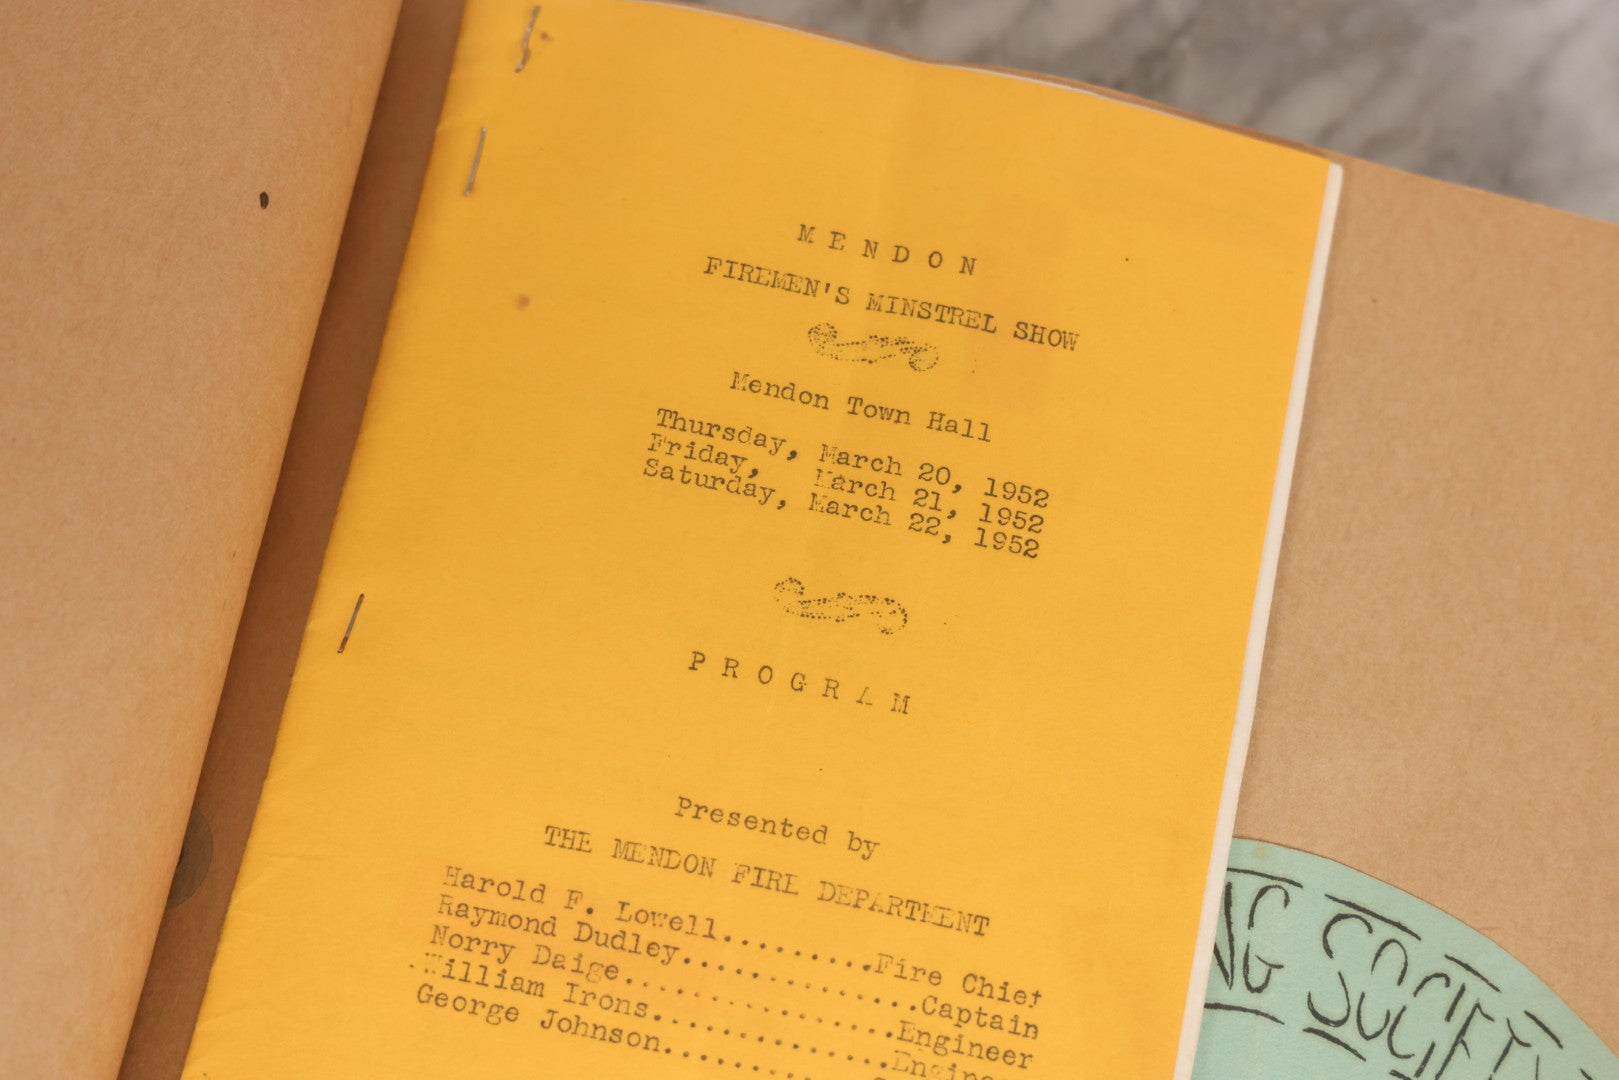 MENDON
FIREMEN'S MINSTREL SHOW
Mendon Town Hall
Thursday, March 20, 1952
Friday, March 21, 1952
Saturday, March 22, 1952
PROGRAM
Presented by
THE MENDON FIRE DEPARTMENT
Harold F. Lowell..........Fire Chief
Raymond Dudley..............Captain
Norry Daige................Engineer
William Irons..............Engineer
George Johnson........
SOCIETY